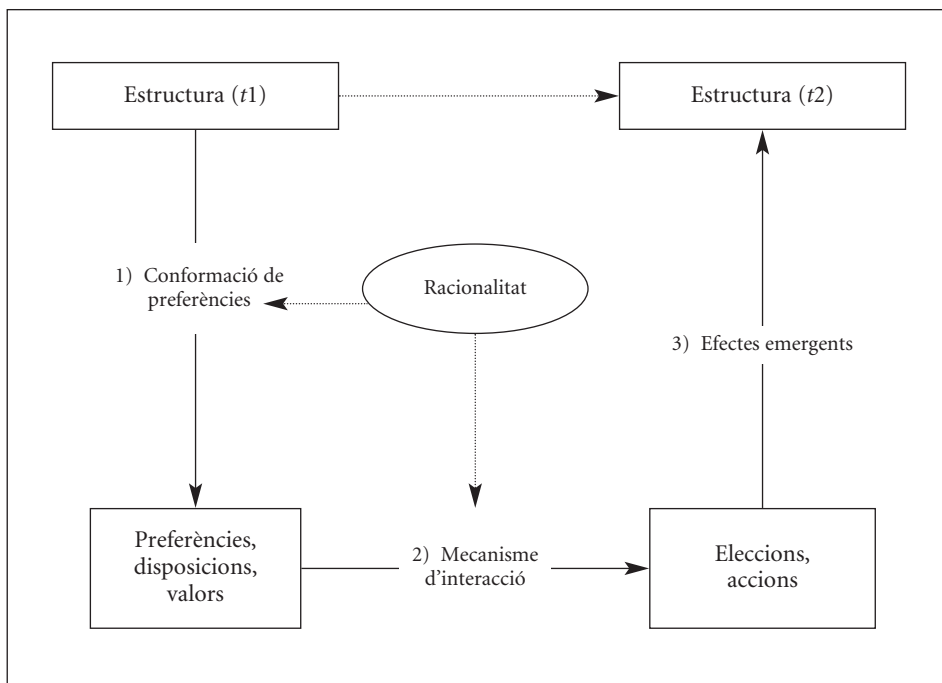 Estructura (t1)
Estructura (t2)
1) Conformació de
preferències
Racionalitat
3) Efectes emergents
Preferències,
disposicions,
valors
2) Mecanisme
d'interacció
Eleccions,
accions